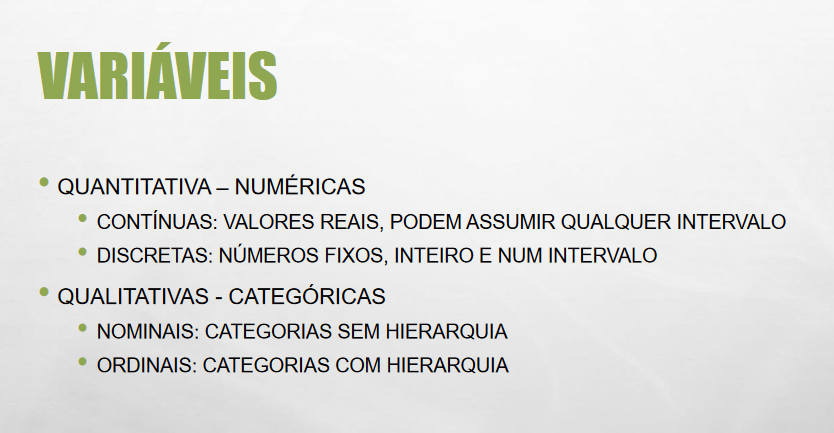 VARIÁVEIS
• QUANTITATIVA – NUMÉRICAS
• CONTÍNUAS: VALORES REAIS, PODEM ASSUMIR QUALQUER INTERVALO
• DISCRETAS: NÚMEROS FIXOS, INTEIRO E NUM INTERVALO
• QUALITATIVAS - CATEGÓRICAS
• NOMINAIS: CATEGORIAS SEM HIERARQUIA
• ORDINAIS: CATEGORIAS COM HIERARQUIA